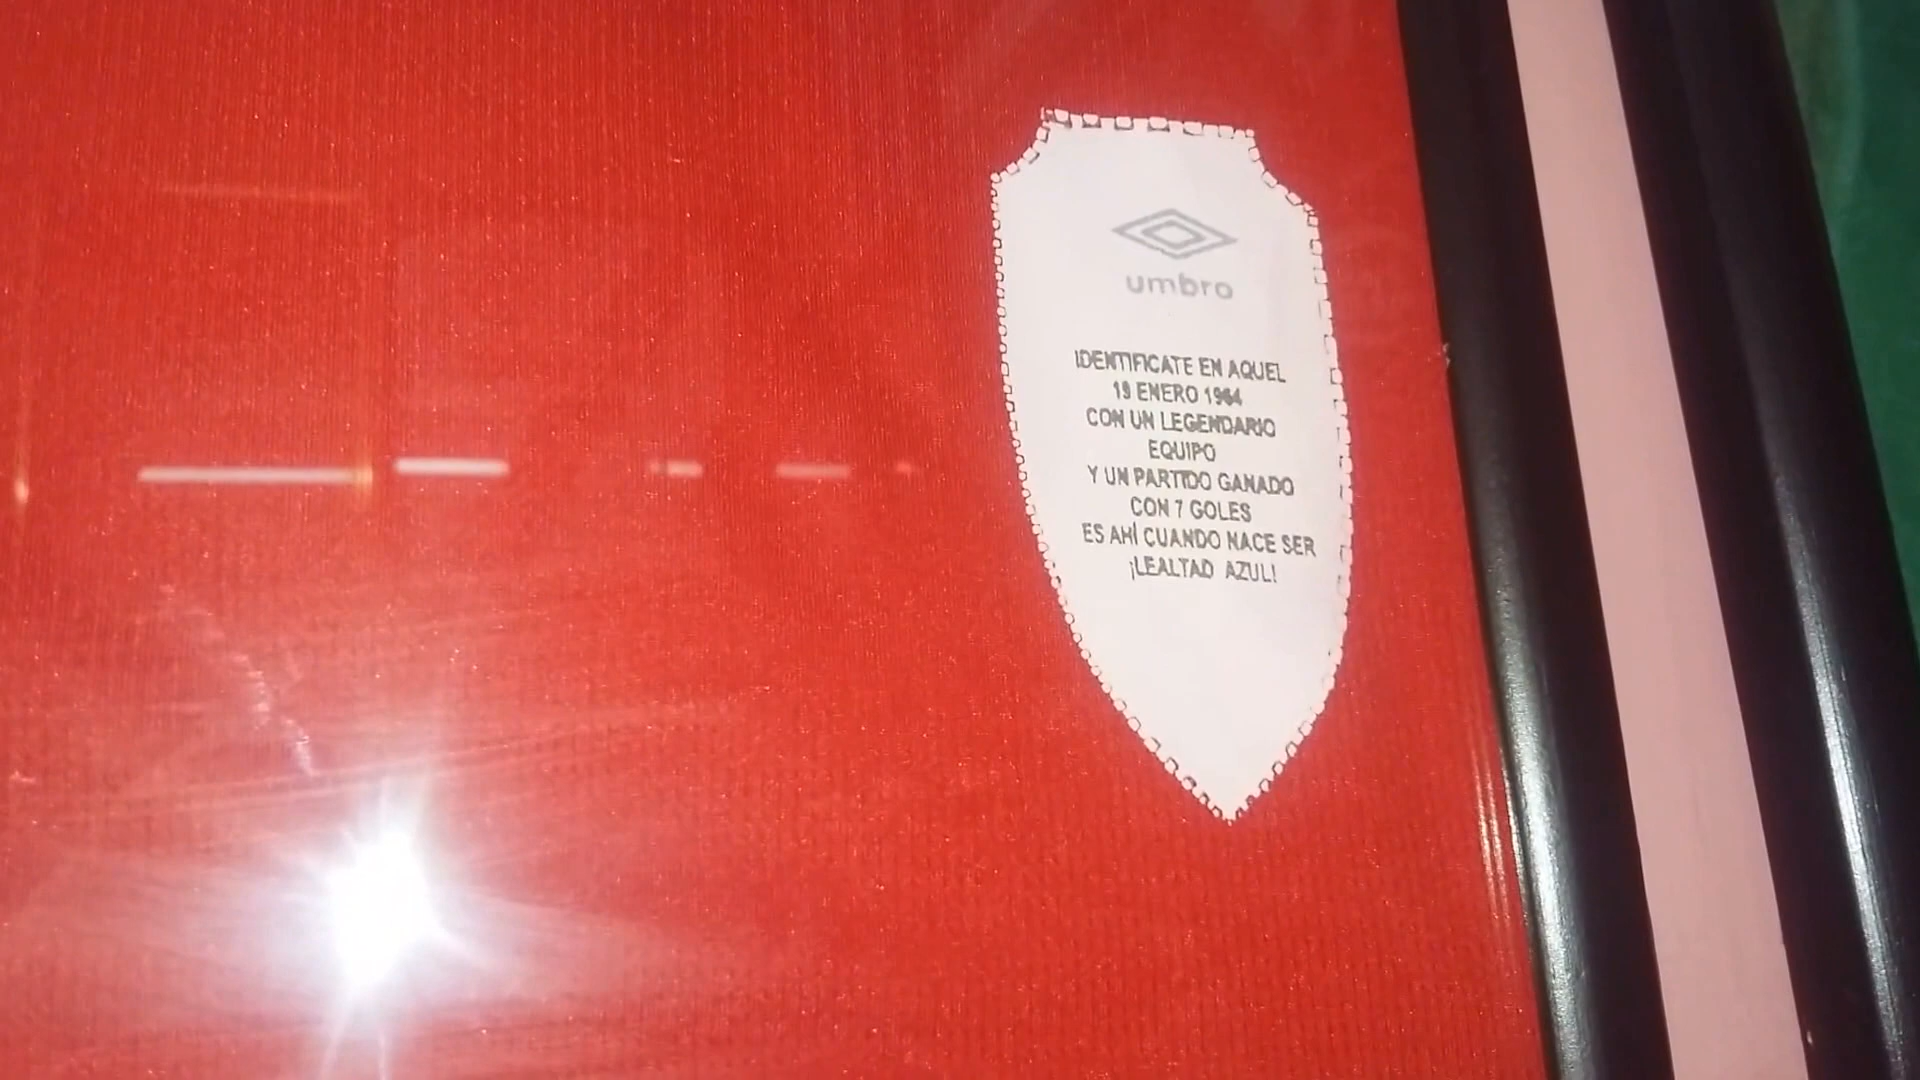 umbro
IDENTIFICATE EN AQUEL
19 ENERO 1964
CON UN LEGENDARIO
EQUIPO
Y UN PARTIDO GANADO
CON 7 GOLES
ES AHÍ CUANDO NACE SER
¡LEALTAD AZUL!